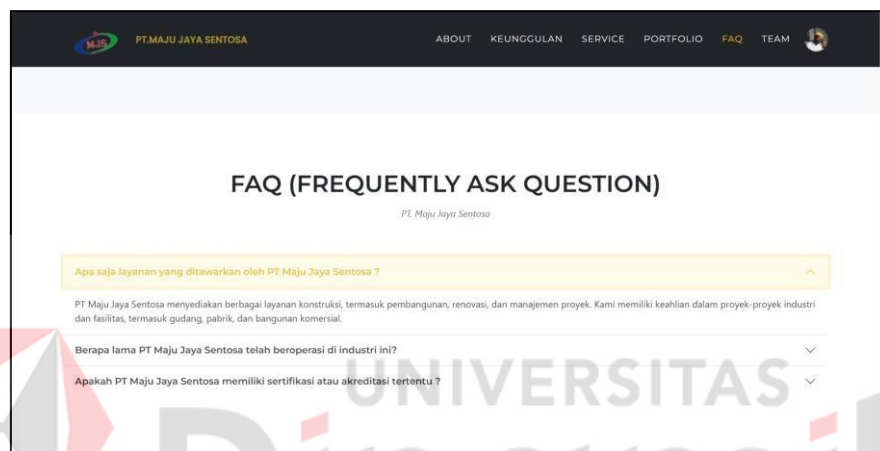 MJS
PT.MAJU JAYA SENTOSA
ABOUT KEUNGGULAN SERVICE PORTFOLIO FAQ TEAM
FAQ (FREQUENTLY ASK QUESTION)
PT. Maju Jaya Sentosa
Apa saja layanan yang ditawarkan oleh PT Maju Jaya Sentosa ?
PT Maju Jaya Sentosa menyediakan berbagai layanan konstruksi, termasuk pembangunan, renovasi, dan manajemen proyek. Kami memiliki keahlian dalam proyek-proyek industri
dan fasilitas, termasuk gudang, pabrik, dan bangunan komersial.
Berapa lama PT Maju Jaya Sentosa telah beroperasi di industri ini?
Apakah PT Maju Jaya Sentosa memiliki sertifikasi atau akreditasi tertentu ?
UNIVERSITAS